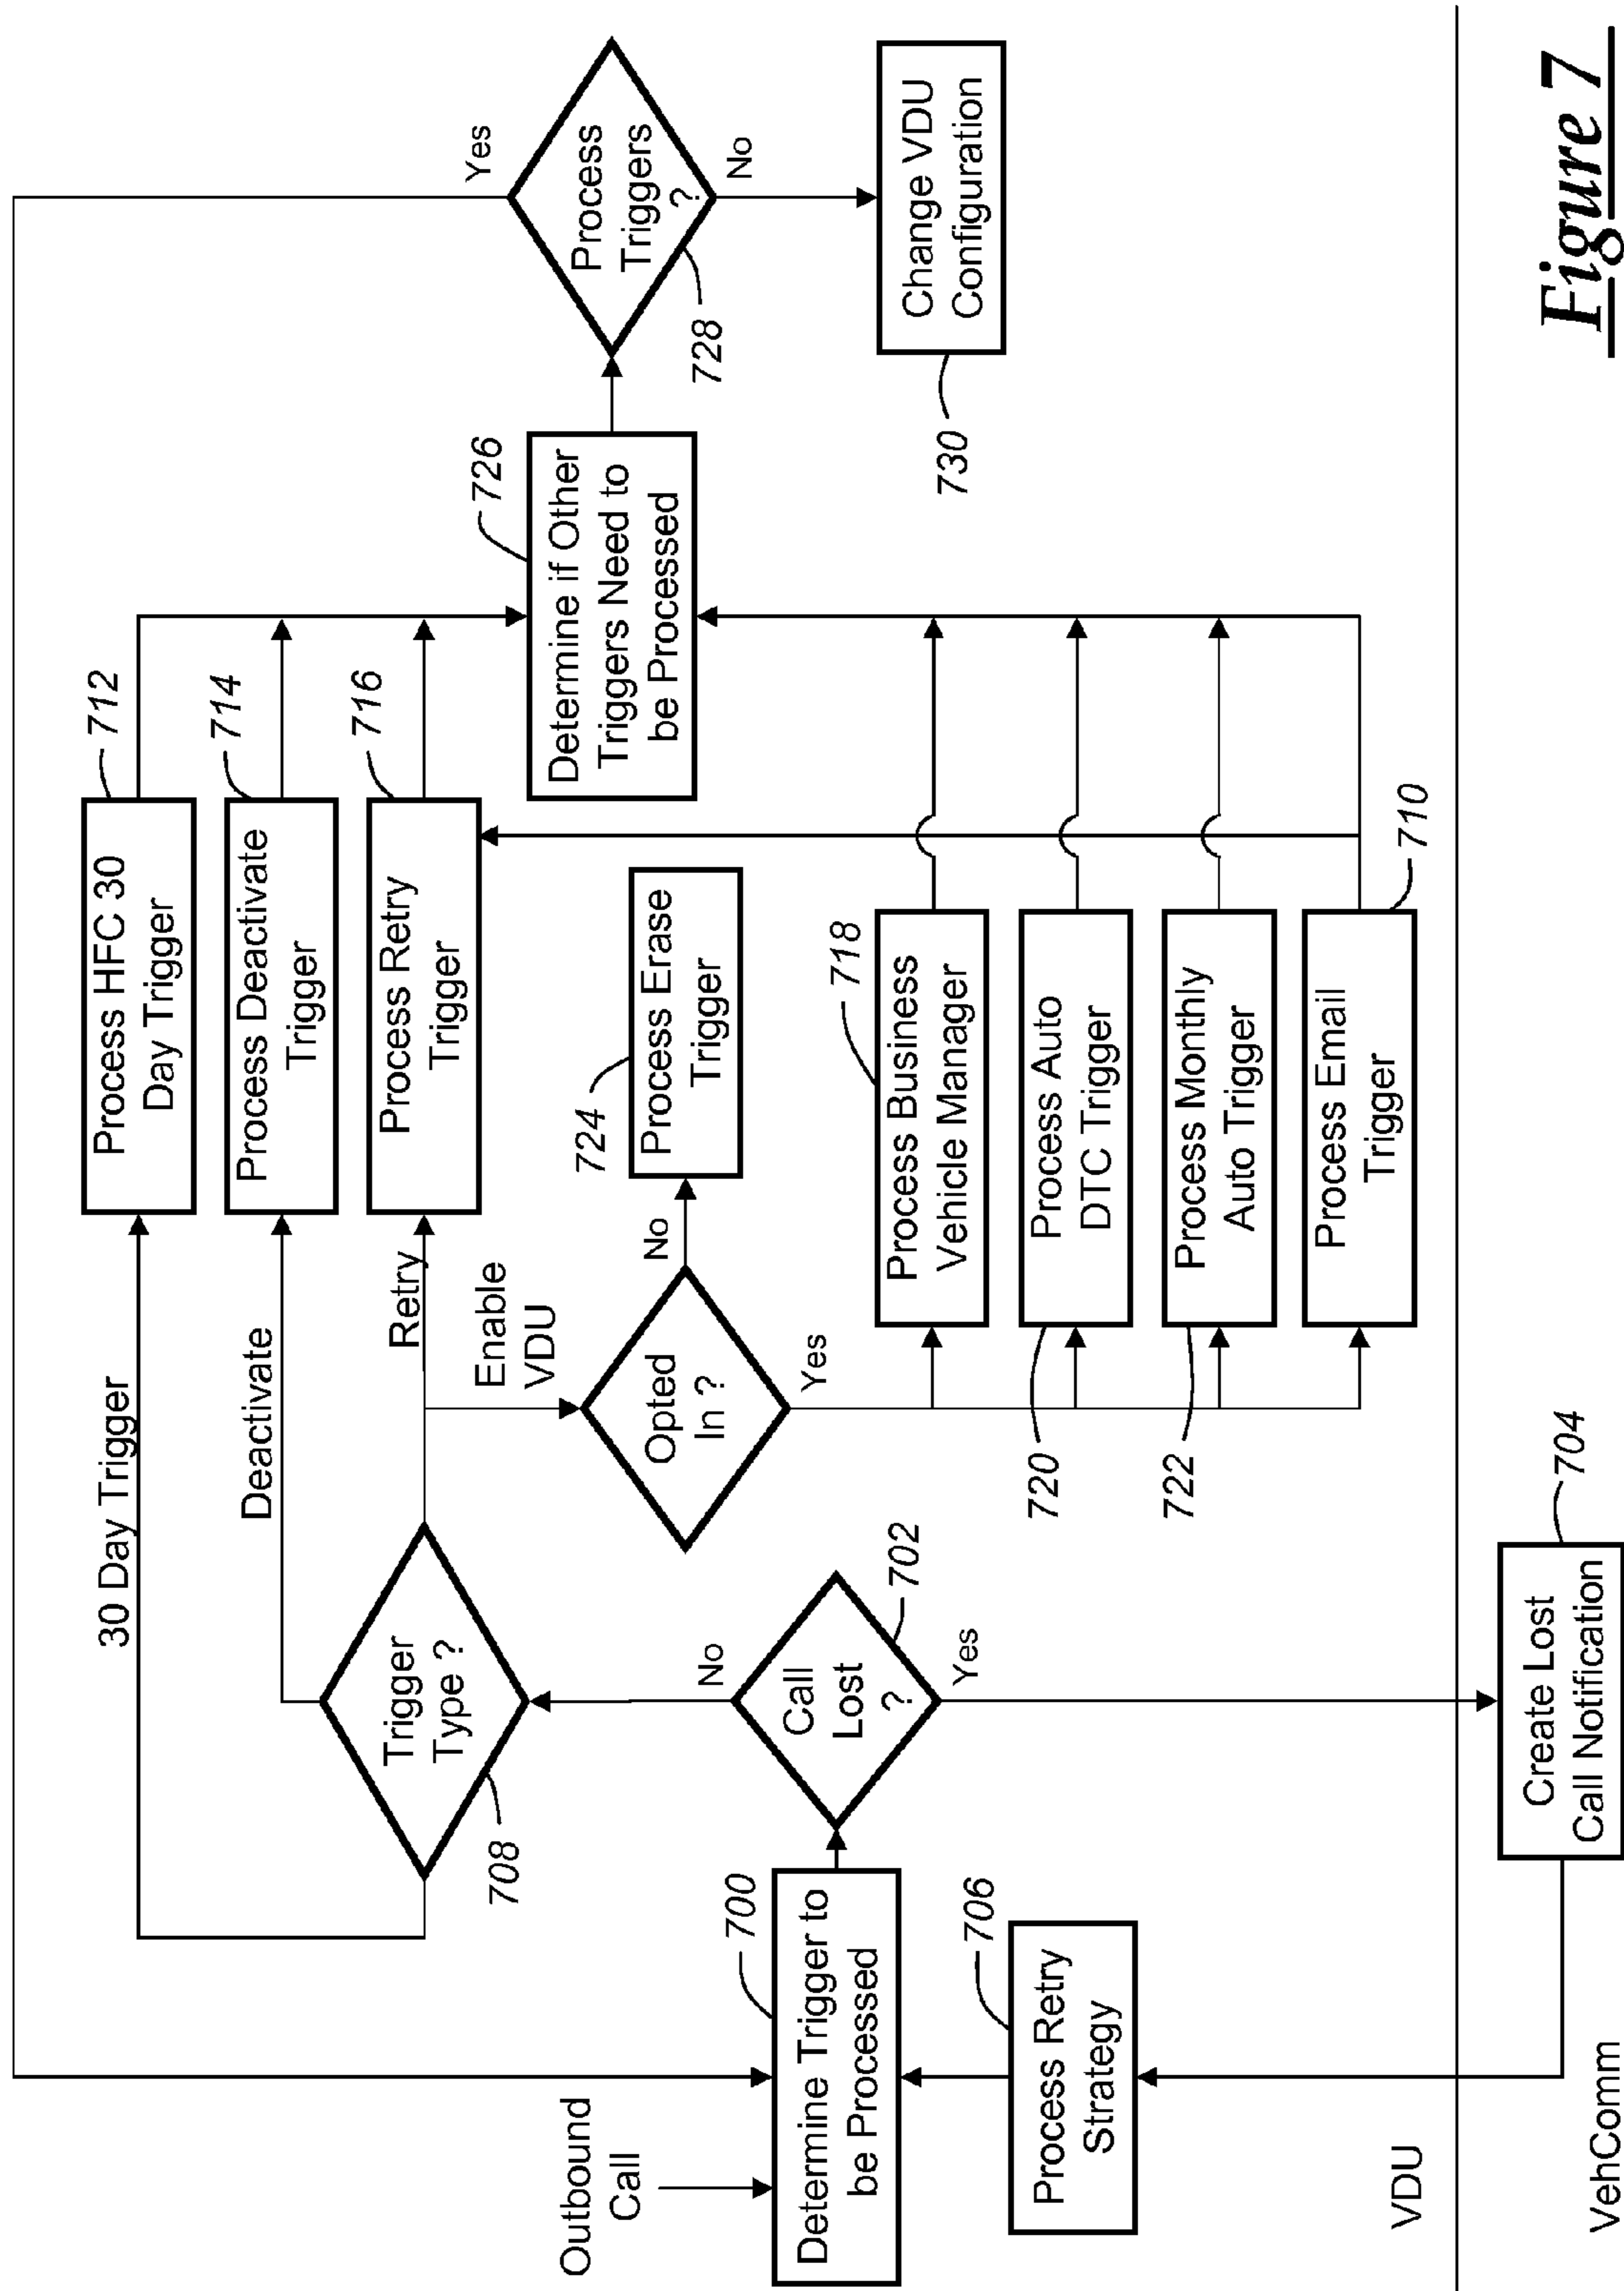 30 Day Trigger
Process HFC 30
Day Trigger
712
Deactivate
Process Deactivate
Trigger
714
Trigger
Type ?
708
Retry
Process Retry
Trigger
716
Enable
VDU
Opted
In ?
No
Yes
724
Process Erase
Trigger
726
Determine if Other
Triggers Need to
be Processed
Process
Triggers
?
Yes
No
728
Outbound
Call
700
Determine Trigger to
be Processed
No
Call
Lost
?
702
Yes
718
Process Business
Vehicle Manager
720
Process Auto
DTC Trigger
722
Process Monthly
Auto Trigger
Process Email
Trigger
710
730
Change VDU
Configuration
706
Process Retry
Strategy
VDU
VehComm
Create Lost
Call Notification
704
Figure 7